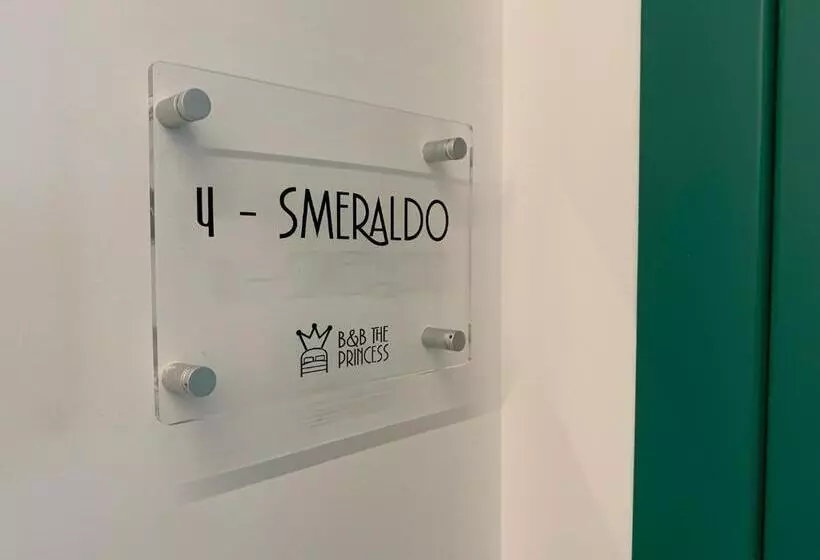 4 - SMERALDO
B&B THE
PRINCESS